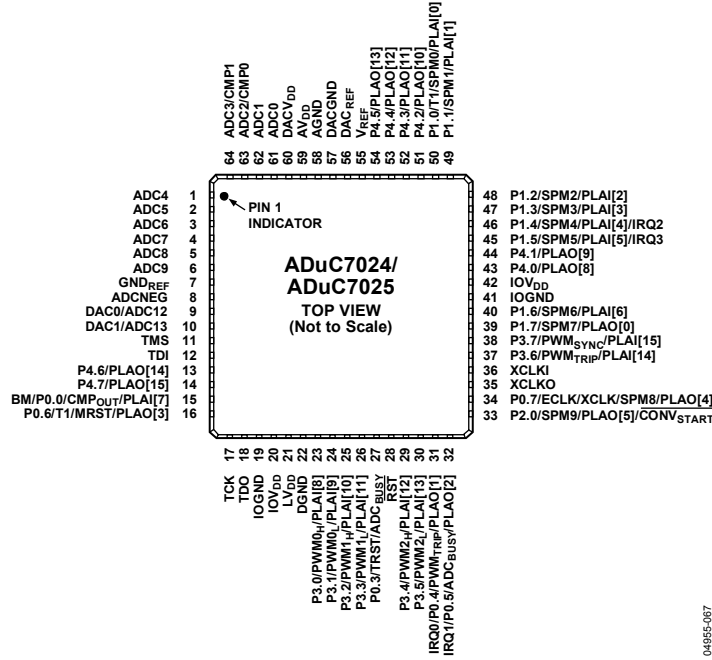 64 ADC3/CMP1
63 ADC2/CMP0
62 ADC1
61 ADC0
60 DACVDD
59 AVDD
58 AGND
57 DACGND
56 DACREF
55 VREF
54 P4.5/PLAO[13]
53 P4.4/PLAO[12]
52 P4.3/PLAO[11]
51 P4.2/PLAO[10]
50 P1.0/T1/SPM0/PLAI[0]
49 P1.1/SPM1/PLAI[1]
ADC4 1
ADC5 2
ADC6 3
ADC7 4
ADC8 5
ADC9 6
GNDREF 7
ADCNEG 8
DAC0/ADC12 9
DAC1/ADC13 10
TMS 11
TDI 12
P4.6/PLAO[14] 13
P4.7/PLAO[15] 14
BM/P0.0/CMPOUT/PLAI[7] 15
P0.6/T1/MRST/PLAO[3] 16
PIN 1
INDICATOR
ADuC7024/
ADuC7025
TOP VIEW
(Not to Scale)
48 P1.2/SPM2/PLAI[2]
47 P1.3/SPM3/PLAI[3]
46 P1.4/SPM4/PLAI[4]/IRQ2
45 P1.5/SPM5/PLAI[5]/IRQ3
44 P4.1/PLAO[9]
43 P4.0/PLAO[8]
42 IOVDD
41 IOGND
40 P1.6/SPM6/PLAI[6]
39 P1.7/SPM7/PLAO[0]
38 P3.7/PWMSYNC/PLAI[15]
37 P3.6/PWMTRIP/PLAI[14]
36 XCLKI
35 XCLKO
34 P0.7/ECLK/XCLK/SPM8/PLAO[4]
33 P2.0/SPM9/PLAO[5]/CONVSTART
TCK 17
TDO 18
IOGND 19
IOVDD 20
LVDD 21
DGND 22
P3.0/PWM0H/PLAI[8] 23
P3.1/PWM0L/PLAI[9] 24
P3.2/PWM1H/PLAI[10] 25
P3.3/PWM1L/PLAI[11] 26
P0.3/TRST/ADCBUSY 27
RST 28
P3.4/PWM2H/PLAI[12] 29
P3.5/PWM2L/PLAI[13] 30
IRQ0/P0.4/PWMTRIP/PLAO[1] 31
IRQ1/P0.5/ADCBUSY/PLAO[2] 32
04955-067